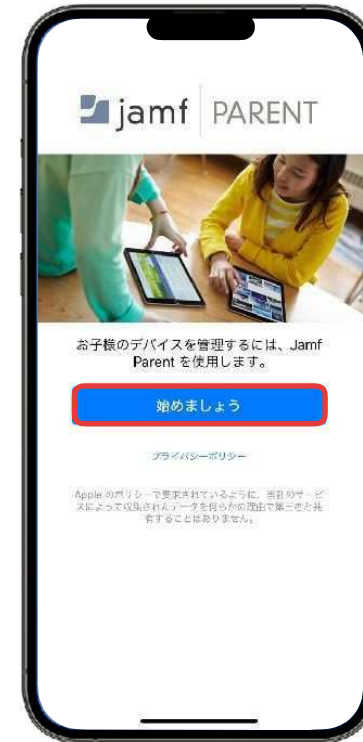 jamf PARENT
お子様のデバイスを管理するには、Jamf
Parent を使用します。
始めましょう
プライバシーポリシー
Apple のポリシーで要求されているように、当社のサービ
スによって収集されたデータを何らかの理由で第三者と共
有することはありません。